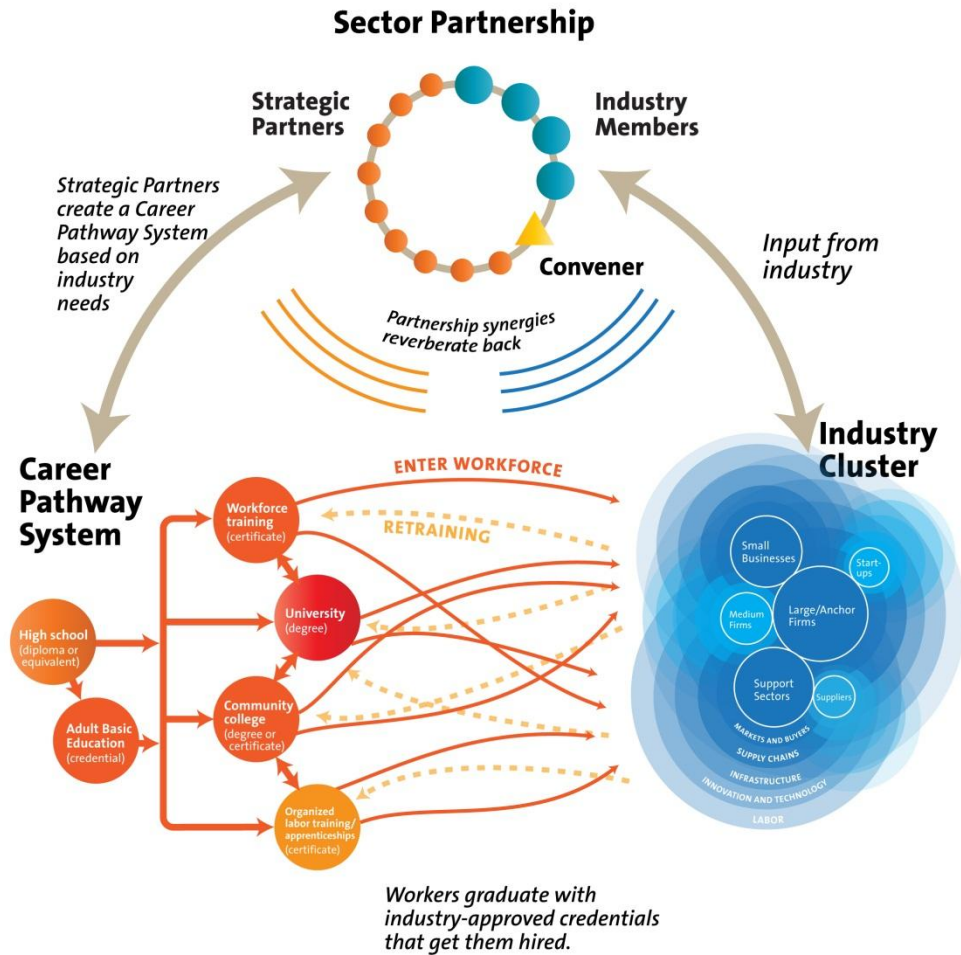 Sector Partnership
Strategic
Partners
Industry
Members
Strategic Partners
create a Career
Pathway System
based on
industry
needs
Convener
Input from
industry
Partnership synergies
reverberate back
Career
Pathway
System
Industry
Cluster
ENTER WORKFORCE
RETRAINING
Workforce
training
(certificate)
University
(degree)
High school
(diploma or
equivalent)
Adult Basic
Education
(credential)
Community
college
(degree or
certificate)
Organized
labor training/
apprenticeships
(certificate)
Small
Businesses
Start-
ups
Medium
Firms
Large/Anchor
Firms
Support
Sectors
Suppliers
MARKETS AND BUYERS
SUPPLY CHAINS
INFRASTRUCTURE
INNOVATION AND TECHNOLOGY
LABOR
Workers graduate with
industry-approved credentials
that get them hired.